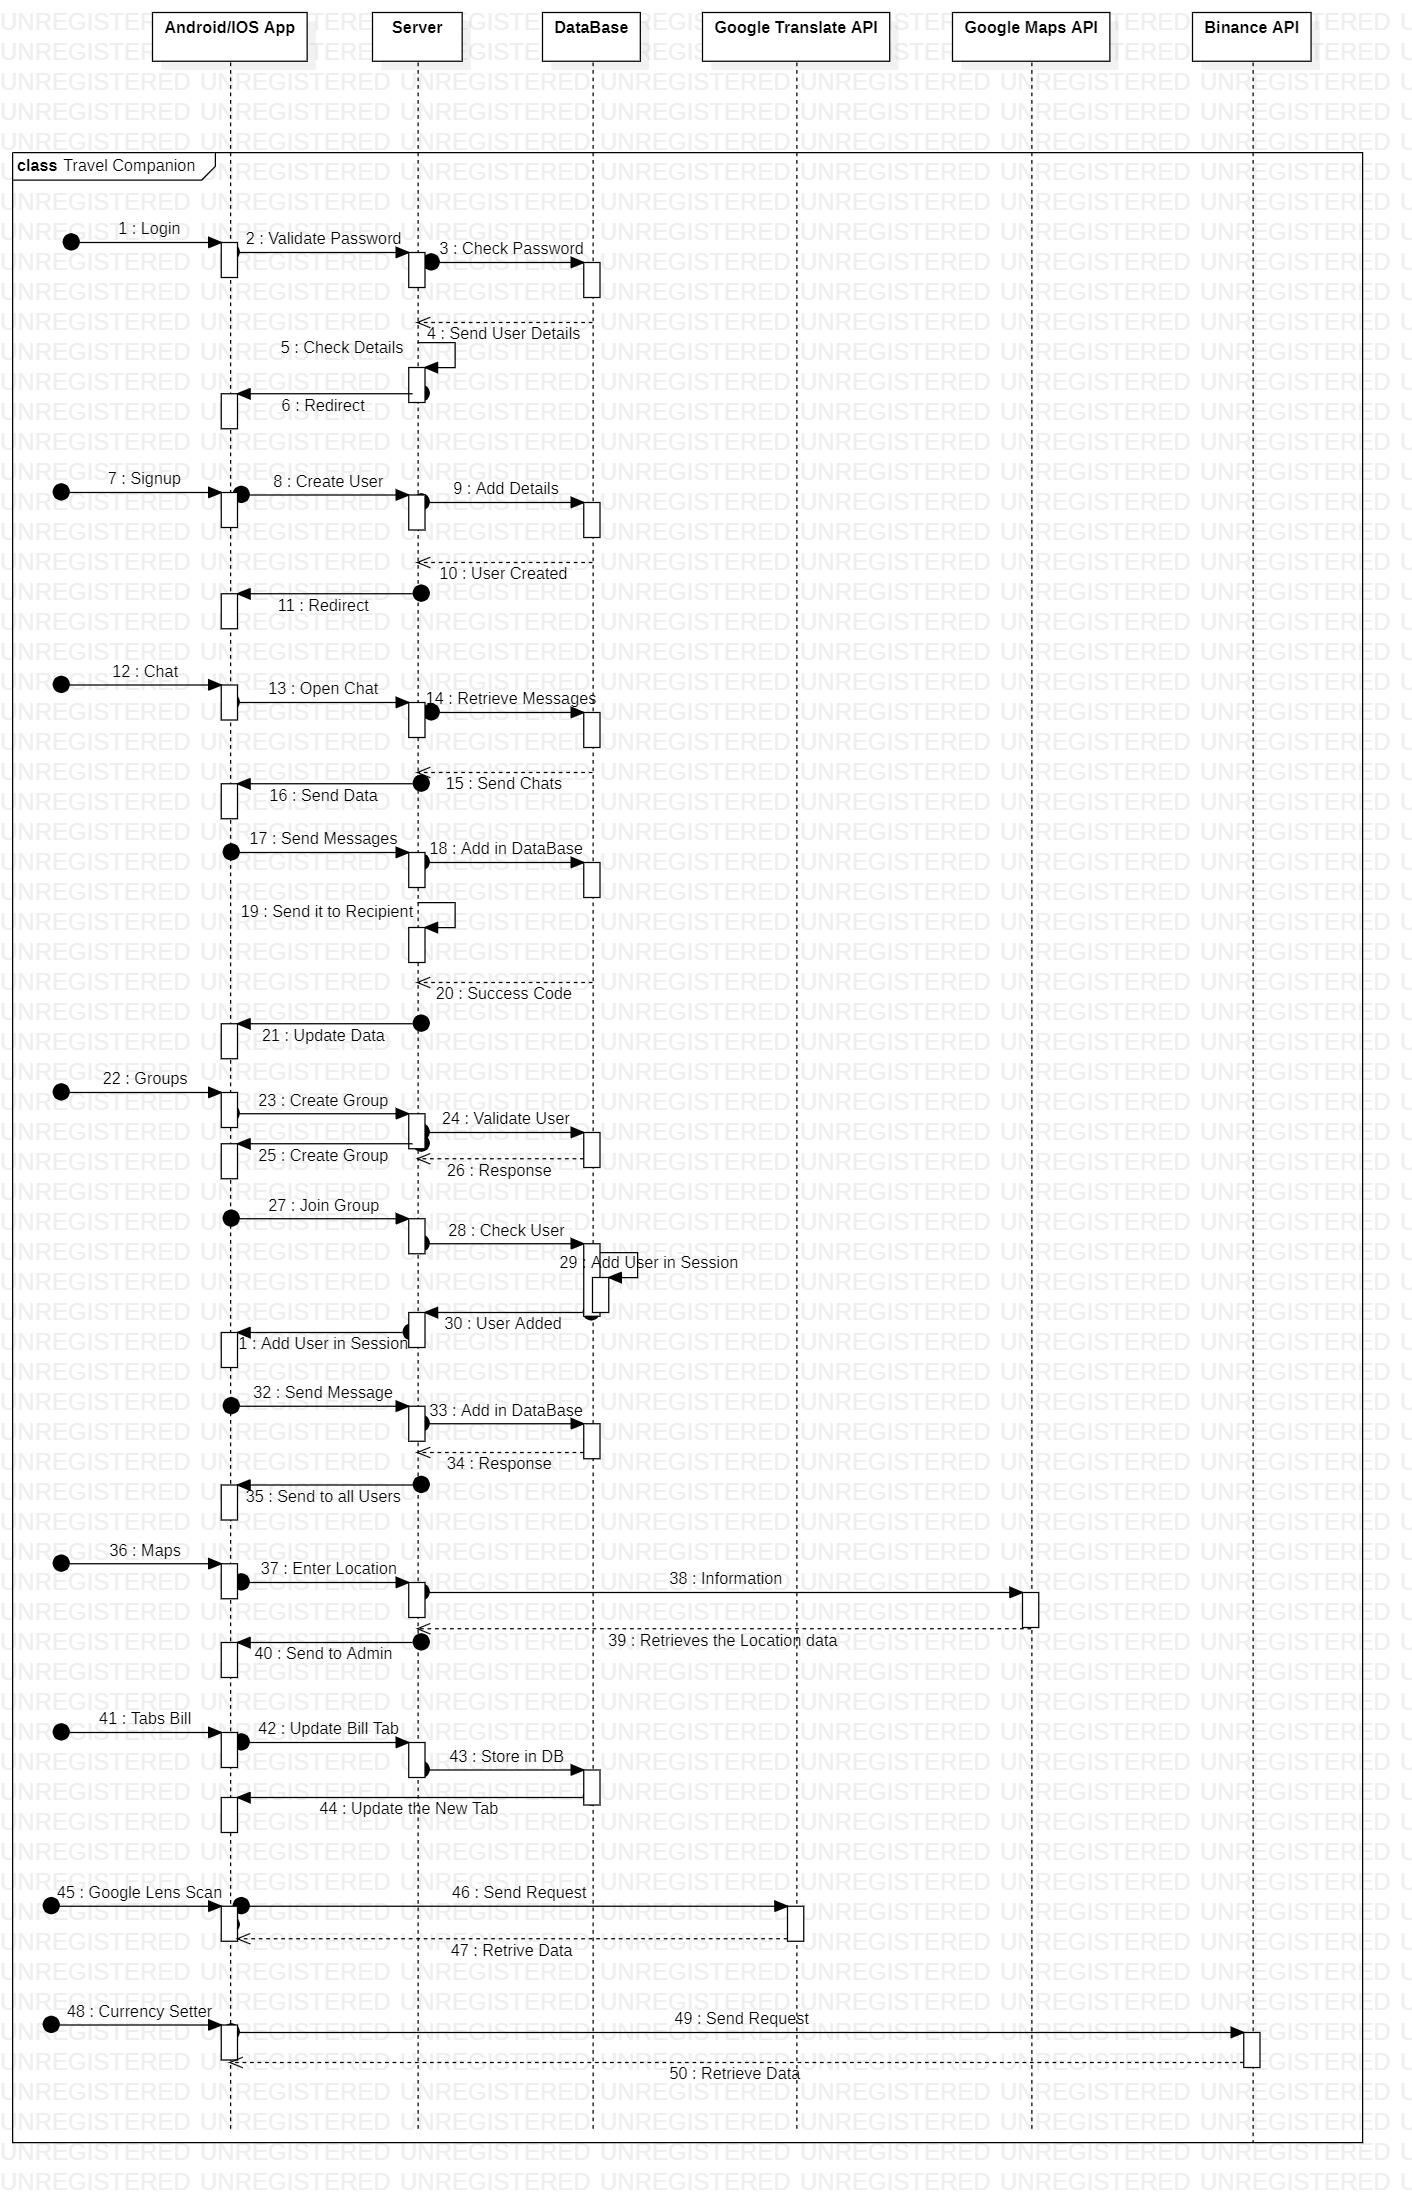 Android/IOS App
Server
DataBase
Google Translate API
Google Maps API
Binance API
class Travel Companion
1 : Login
2 : Validate Password
3 : Check Password
4 : Send User Details
5 : Check Details
6 : Redirect
7 : Signup
8 : Create User
9 : Add Details
10 : User Created
11 : Redirect
12 : Chat
13 : Open Chat
14 : Retrieve Messages
15 : Send Chats
16 : Send Data
17 : Send Messages
18 : Add in DataBase
19 : Send it to Recipient
20 : Success Code
21 : Update Data
22 : Groups
23 : Create Group
24 : Validate User
25 : Create Group
26 : Response
27 : Join Group
28 : Check User
29 : Add User in Session
30 : User Added
1 : Add User in Session
32 : Send Message
33 : Add in DataBase
34 : Response
35 : Send to all Users
36 : Maps
37 : Enter Location
38 : Information
39 : Retrieves the Location data
40 : Send to Admin
41 : Tabs Bill
42 : Update Bill Tab
43 : Store in DB
44 : Update the New Tab
45 : Google Lens Scan
46 : Send Request
47 : Retrive Data
48 : Currency Setter
49 : Send Request
50 : Retrieve Data
UNREGISTERED